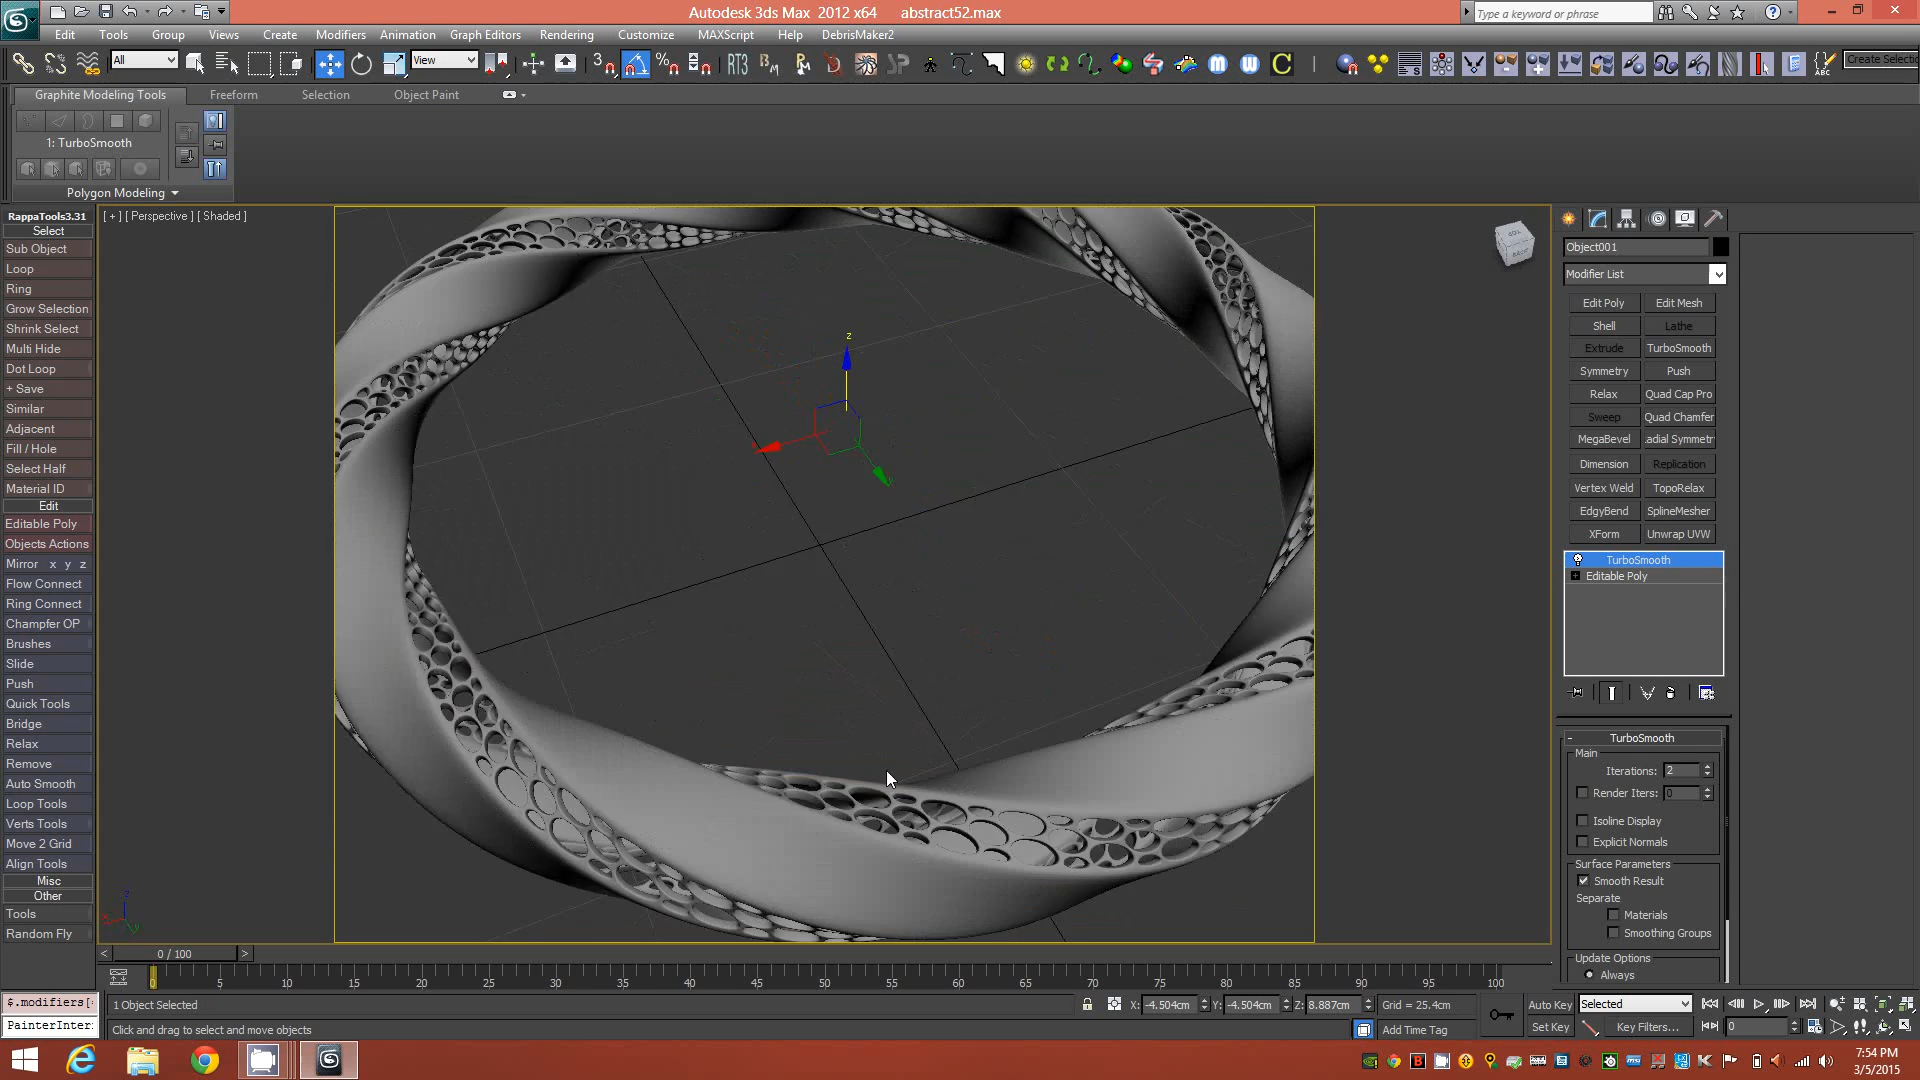 Autodesk 3ds Max 2012 x64 abstract52.max
Type a keyword or phrase
Edit Tools Group Views Create Modifiers Animation Graph Editors Rendering Customize MAXScript Help DebrisMaker2
All
View
Create Selectio
Graphite Modeling Tools Freeform Selection Object Paint
1: TurboSmooth
Polygon Modeling
RappaTools3.31
Select
Sub Object
Loop
Ring
Grow Selection
Shrink Select
Multi Hide
Dot Loop
+ Save
Similar
Adjacent
Fill / Hole
Select Half
Material ID
Edit
Editable Poly
Objects Actions
Mirror x y z
Flow Connect
Ring Connect
Champfer OP
Brushes
Slide
Push
Quick Tools
Bridge
Relax
Remove
Auto Smooth
Loop Tools
Verts Tools
Move 2 Grid
Align Tools
Misc
Other
Tools
Random Fly
[ + ] [ Perspective ] [ Shaded ]
z
Object001
Modifier List
Edit Poly Edit Mesh
Shell Lathe
Extrude TurboSmooth
Symmetry Push
Relax Quad Cap Pro
Sweep Quad Chamfer
MegaBevel adial Symmetr
Dimension Replication
Vertex Weld TopoRelax
EdgyBend SplineMesher
XForm Unwrap UVW
TurboSmooth
Editable Poly
- TurboSmooth
Main
Iterations: 2
Render Iters: 0
Isoline Display
Explicit Normals
Surface Parameters
Smooth Result
Separate
Materials
Smoothing Groups
Update Options
Always
< 0 / 100 >
0 5 10 15 20 25 30 35 40 45 50 55 60 65 70 75 80 85 90 95 100
$.modifiers[
PainterInter
1 Object Selected
X: -4.504cm Y: -4.504cm Z: 8.887cm Grid = 25.4cm
Auto Key Selected
Click and drag to select and move objects
Add Time Tag
Set Key Key Filters... 0
7:54 PM
3/5/2015